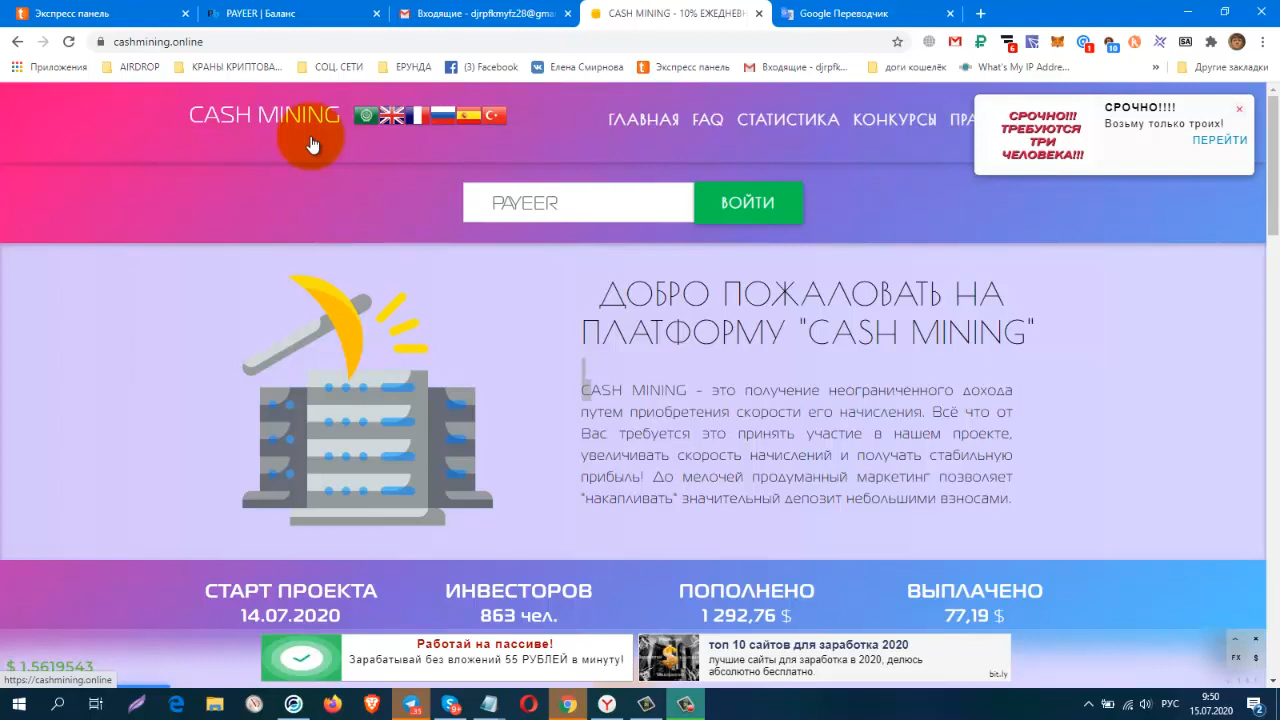 Экспресс панель
PAYEER | Баланс
Входящие - djrpfkmyfz28@gma
CASH MINING - 10% ЕЖЕДНЕВН
Google Переводчик
cashmining.online
6
1
10
Приложения
AIRDROP
КРАНЫ КРИПТОВА...
СОЦ. СЕТИ
ЕРУНДА
(3) Facebook
Елена Смирнова
Экспресс панель
Входящие - djrpfk...
доги кошелёк
What's My IP Addre...
»
Другие закладки
CASH MINING
ГЛАВНАЯ
FAQ
СТАТИСТИКА
КОНКУРСЫ
ПРА
СРОЧНО!!!
ТРЕБУЮТСЯ
ТРИ
ЧЕЛОВЕКА!!!
СРОЧНО!!!!
Возьму только троих!
ПЕРЕЙТИ
PAYEER
ВОЙТИ
ДОБРО ПОЖАЛОВАТЬ НА
ПЛАТФОРМУ "CASH MINING"
CASH MINING - это получение неограниченного дохода
путем приобретения скорости его начисления. Всё что от
Вас требуется это принять участие в нашем проекте,
увеличивать скорость начислений и получать стабильную
прибыль! До мелочей продуманный маркетинг позволяет
"накапливать" значительный депозит небольшими взносами.
СТАРТ ПРОЕКТА
14.07.2020
ИНВЕСТОРОВ
863 чел.
ПОПОЛНЕНО
1 292,76 $
ВЫПЛАЧЕНО
77,19 $
Работай на пассиве!
Зарабатывай без вложений 55 РУБЛЕЙ в минуту!
топ 10 сайтов для заработка 2020
лучшие сайты для заработка в 2020, делюсь
абсолютно бесплатно.
bit.ly
FX
$
$ 1.5619543
https://cashmining.online
РУС
9:50
15.07.2020
2